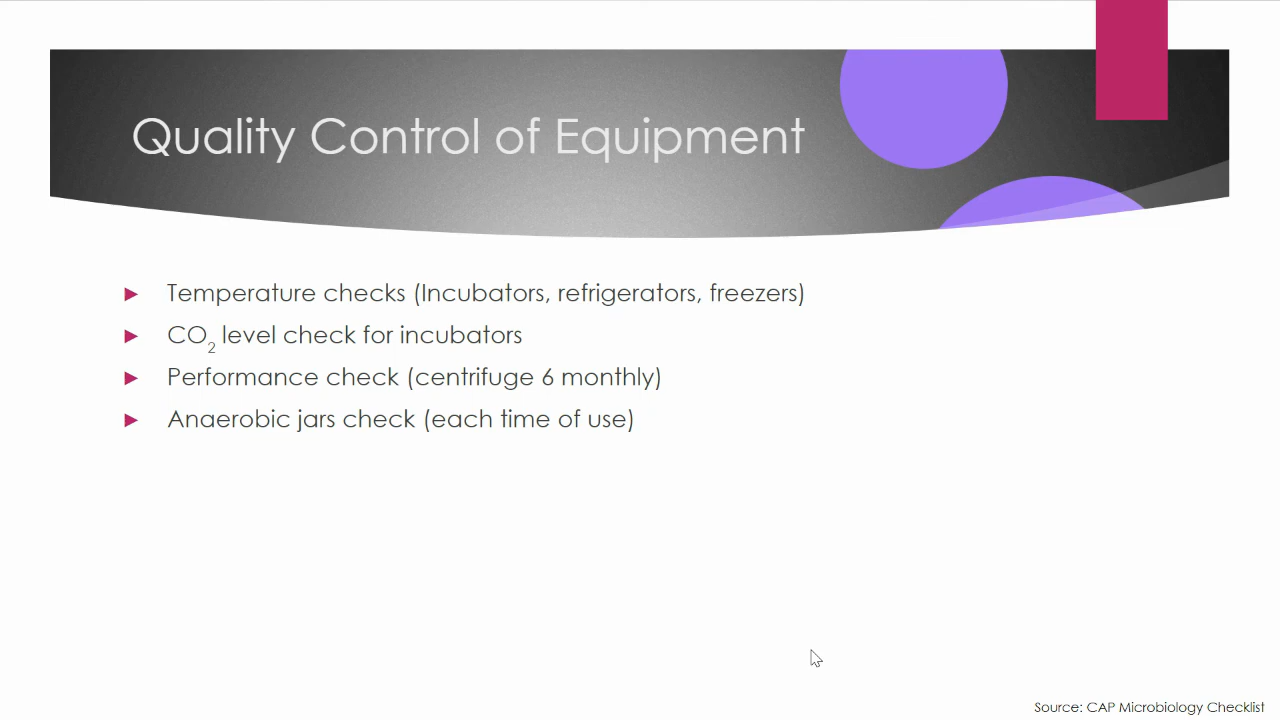 Quality Control of Equipment
Temperature checks (Incubators, refrigerators, freezers)
CO₂ level check for incubators
Performance check (centrifuge 6 monthly)
Anaerobic jars check (each time of use)
Source: CAP Microbiology Checklist